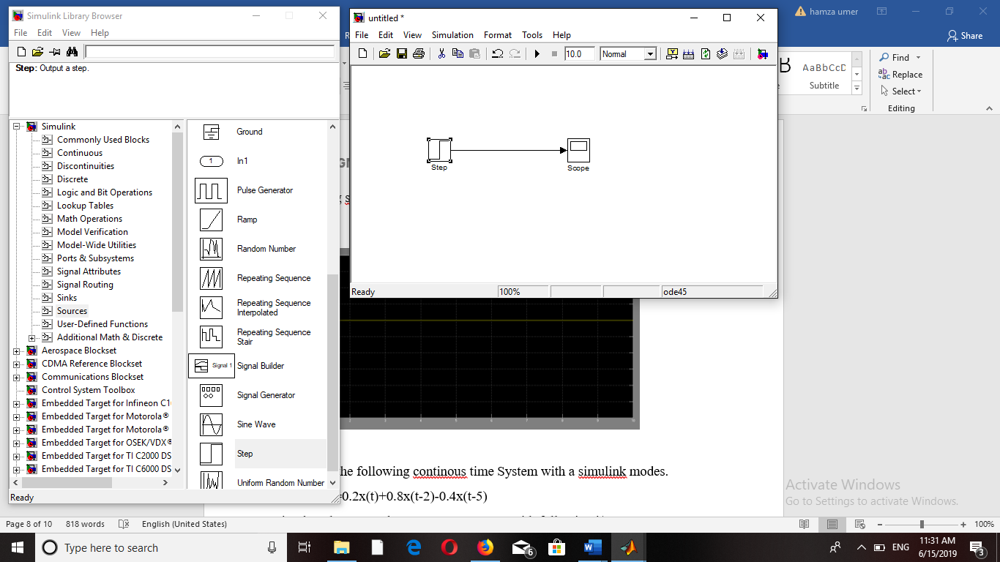 Simulink Library Browser
File Edit View Help
Step: Output a step.
Simulink
Commonly Used Blocks
Continuous
Discontinuities
Discrete
Logic and Bit Operations
Lookup Tables
Math Operations
Model Verification
Model-Wide Utilities
Ports & Subsystems
Signal Attributes
Signal Routing
Sinks
Sources
User-Defined Functions
Additional Math & Discrete
Aerospace Blockset
CDMA Reference Blockset
Communications Blockset
Control System Toolbox
Embedded Target for Infineon C1
Embedded Target for Motorola®
Embedded Target for Motorola®
Embedded Target for OSEK/VDX®
Embedded Target for TI C2000 DS
Embedded Target for TI C6000 DS
Ground
1 In1
Pulse Generator
Ramp
Random Number
Repeating Sequence
Repeating Sequence
Interpolated
Repeating Sequence
Stair
Signal 1 Signal Builder
Signal Generator
Sine Wave
Step
Uniform Random Number
Ready
untitled *
File Edit View Simulation Format Tools Help
10.0 Normal
Step
Scope
Ready 100% ode45
hamza umer
Share
AaBbCcD
Subtitle
Find
Replace
Select
Editing
he following continous time System with a simulink modes.
=0.2x(t)+0.8x(t-2)-0.4x(t-5)
Activate Windows
Go to Settings to activate Windows.
Page 8 of 10 818 words English (United States) 100%
Type here to search
6
ENG
11:31 AM
6/15/2019
3